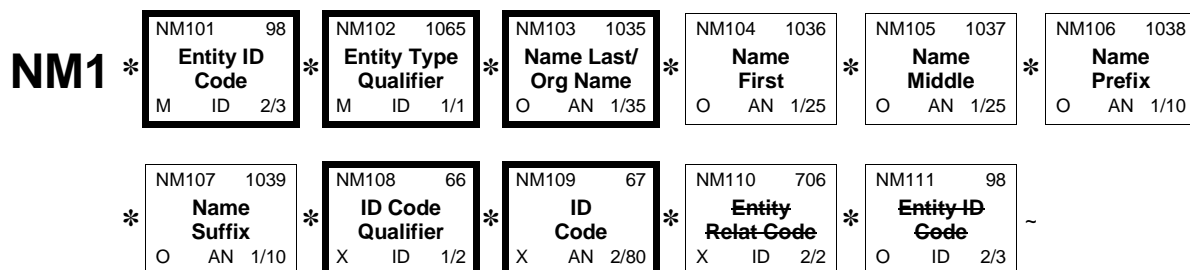 NM1 * NM101 98 * NM102 1065 * NM103 1035 * NM104 1036 * NM105 1037 * NM106 1038
Entity ID Entity Type Name Last/ Name Name Name
Code Qualifier Org Name First Middle Prefix
M ID 2/3 M ID 1/1 O AN 1/35 O AN 1/25 O AN 1/25 O AN 1/10
* NM107 1039 * NM108 66 * NM109 67 * NM110 706 * NM111 98 ~
Name ID Code ID Entity Entity ID
Suffix Qualifier Code Relat Code Code
O AN 1/10 X ID 1/2 X AN 2/80 X ID 2/2 O ID 2/3